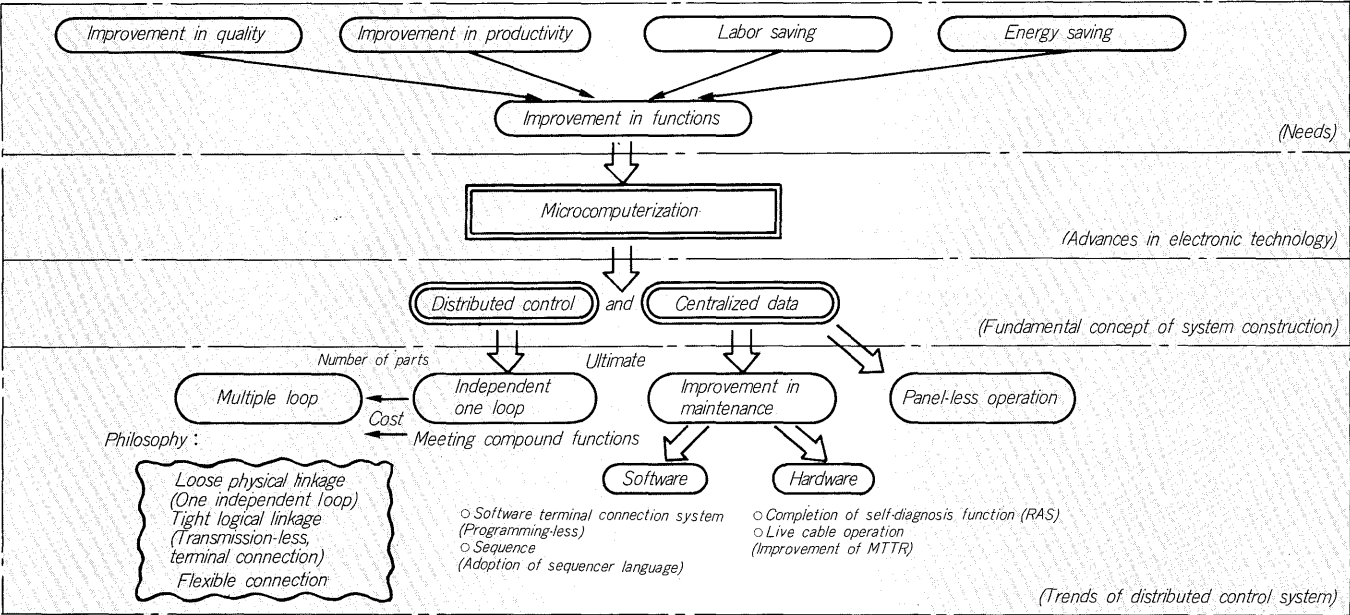 Improvement in quality
Improvement in productivity
Labor saving
Energy saving
Improvement in functions
(Needs)
Microcomputerization
(Advances in electronic technology)
Distributed control
and
Centralized data
(Fundamental concept of system construction)
Number of parts
Ultimate
Multiple loop
Independent
one loop
Improvement in
maintenance
Panel-less operation
Cost
Philosophy :
Meeting compound functions
Loose physical linkage
(One independent loop)
Tight logical linkage
(Transmission-less,
terminal connection)
Flexible connection
Software
Hardware
○ Software terminal connection system
(Programming-less)
○ Sequence
(Adoption of sequencer language)
○ Completion of self-diagnosis function (RAS)
○ Live cable operation
(Improvement of MTTR)
(Trends of distributed control system)